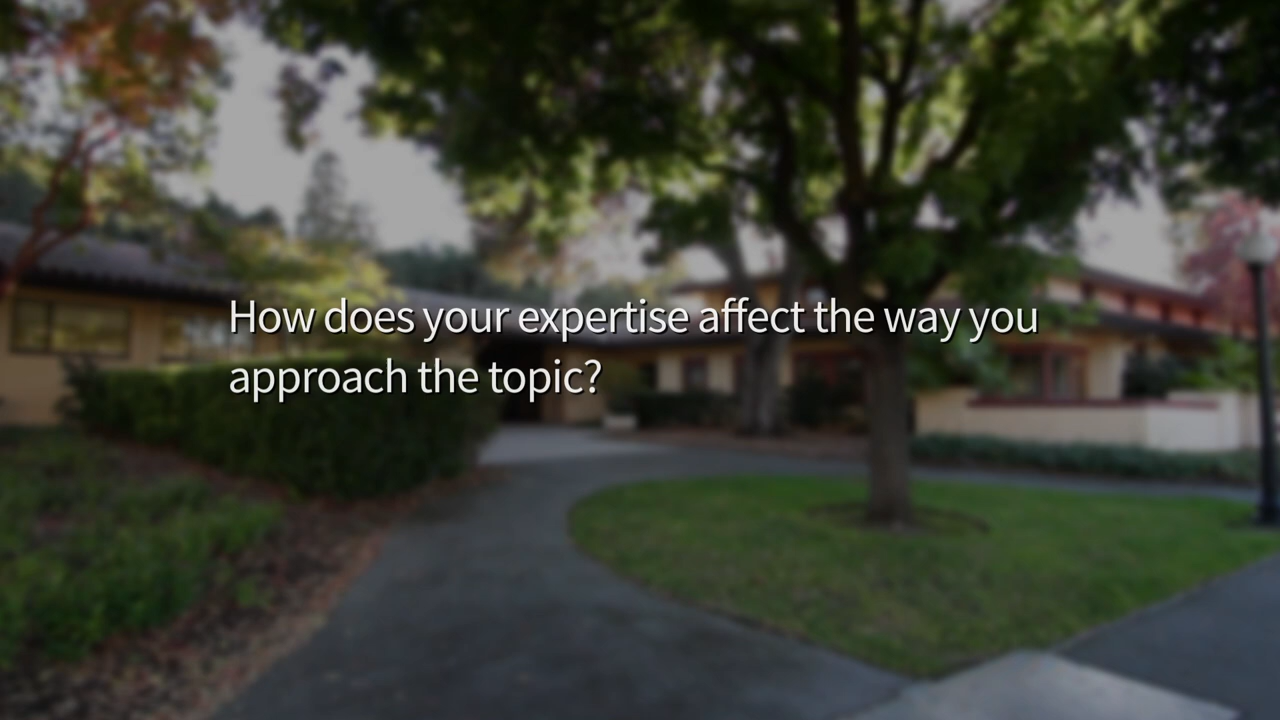 How does your expertise affect the way you
approach the topic?